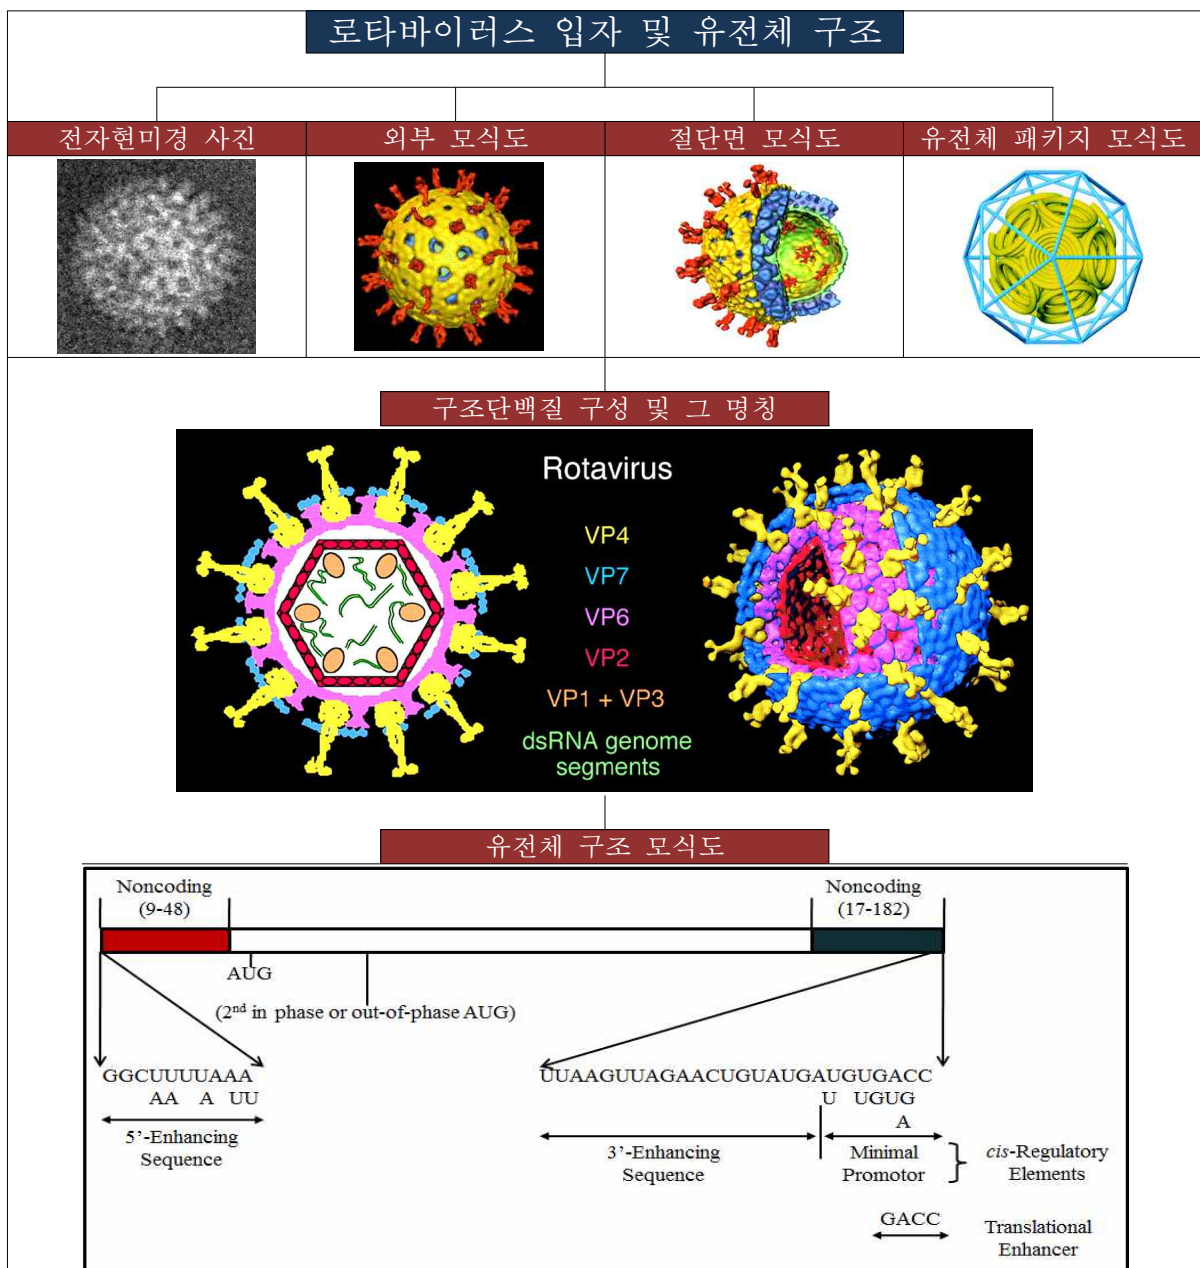 로타바이러스 입자 및 유전체 구조
전자현미경 사진
외부 모식도
절단면 모식도
유전체 패키지 모식도
구조단백질 구성 및 그 명칭
Rotavirus
VP4
VP7
VP6
VP2
VP1 + VP3
dsRNA genome
segments
유전체 구조 모식도
Noncoding
(9-48)
Noncoding
(17-182)
AUG
(2nd in phase or out-of-phase AUG)
GGCUUUUAAA
AA A UU
UUAAGUUAGAACUGUAUGAUGUGACC
U UGUG
A
5’-Enhancing
Sequence
3’-Enhancing
Sequence
Minimal
Promotor
cis-Regulatory
Elements
GACC
Translational
Enhancer